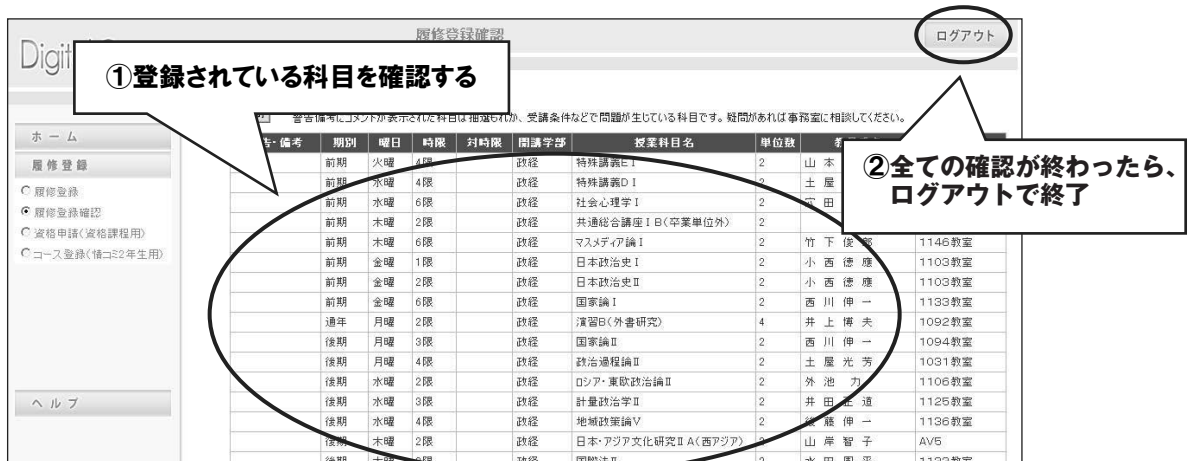 履修登録確認
ログアウト
Digit
①登録されている科目を確認する
警告備考にコメントが表示された科目は抽選もれか、受講条件などで問題が生じている科目です。疑問があれば事務室に相談してください。
ホーム
履修登録
履修登録
履修登録確認
資格申請(資格課程用)
コース登録(情コミ2年生用)
ヘルプ
②全ての確認が終わったら、
ログアウトで終了
告・備考 期別 曜日 時限 対時限 開講学部 授業科目名 単位数
前期 火曜 4限 政経 特殊講義EⅠ 2 山本
前期 水曜 4限 政経 特殊講義DⅠ 2 土屋
前期 水曜 6限 政経 社会心理学Ⅰ 2 田
前期 木曜 2限 政経 共通総合講座ⅠB(卒業単位外) 2
前期 木曜 6限 政経 マスメディア論Ⅰ 2 竹下俊郎 1146教室
前期 金曜 1限 政経 日本政治史Ⅰ 2 小西徳應 1103教室
前期 金曜 2限 政経 日本政治史Ⅱ 2 小西徳應 1103教室
前期 金曜 6限 政経 国家論Ⅰ 2 西川伸一 1133教室
通年 月曜 2限 政経 演習B(外書研究) 4 井上博夫 1092教室
後期 月曜 3限 政経 国家論Ⅱ 2 西川伸一 1094教室
後期 月曜 4限 政経 政治過程論Ⅱ 2 土屋光芳 1031教室
後期 水曜 2限 政経 ロシア・東欧政治論Ⅱ 2 外池力 1106教室
後期 水曜 3限 政経 計量政治学Ⅱ 2 井田正道 1125教室
後期 水曜 4限 政経 地域政策論Ⅴ 2 後藤伸一 1136教室
後期 木曜 2限 政経 日本・アジア文化研究ⅡA(西アジア) 2 山岸智子 AV5